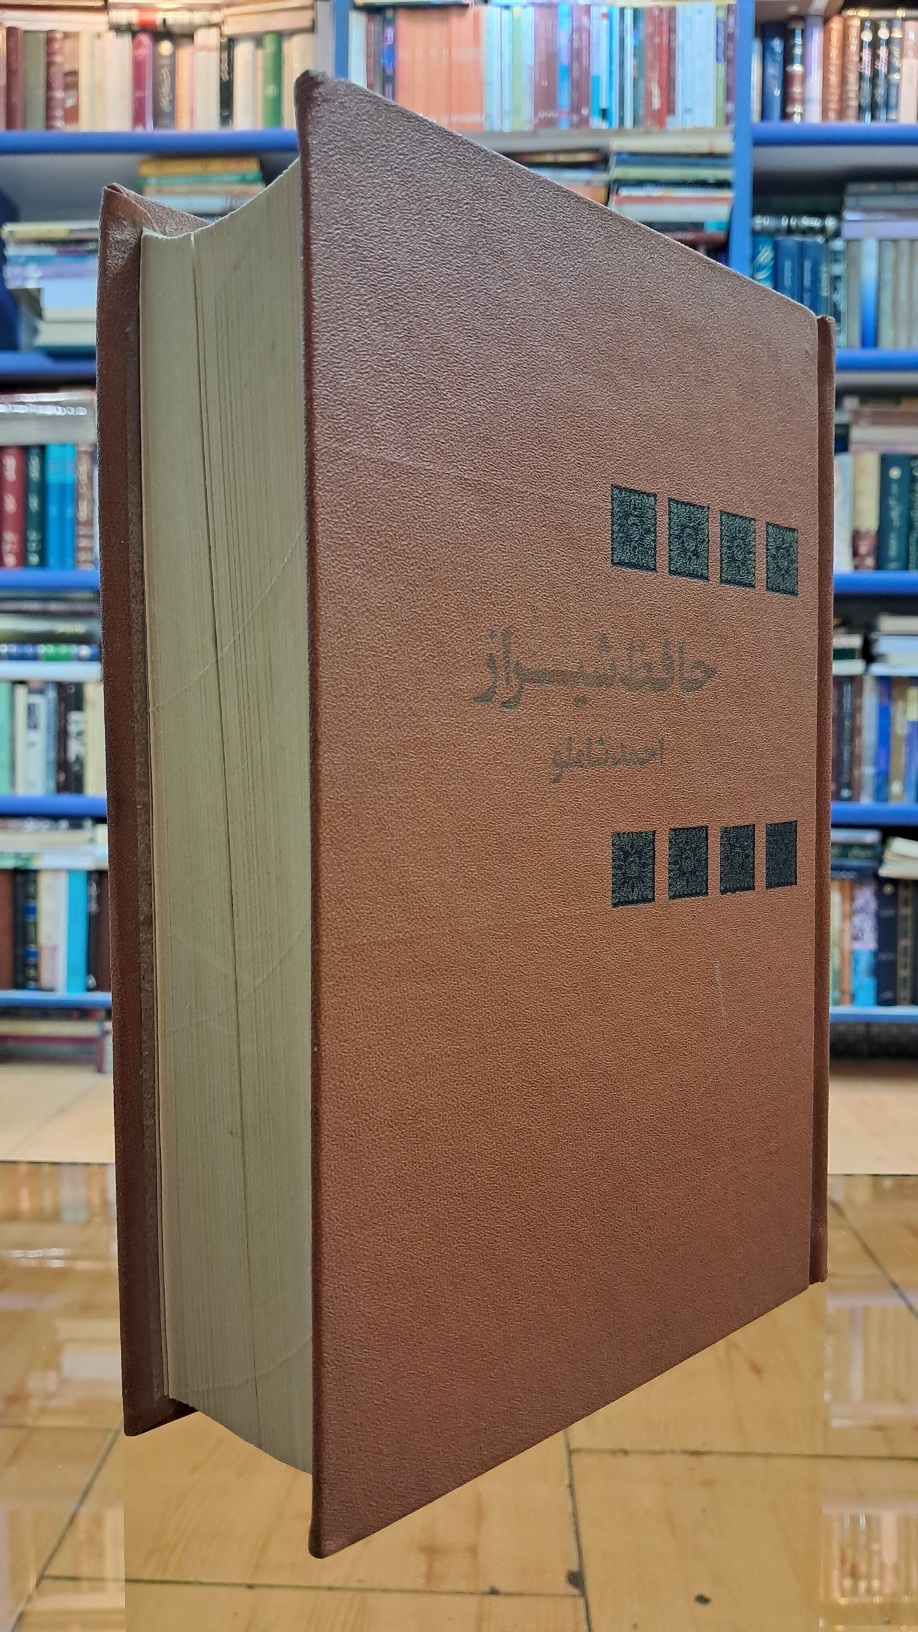 حافظ شیراز
احمد شاملو